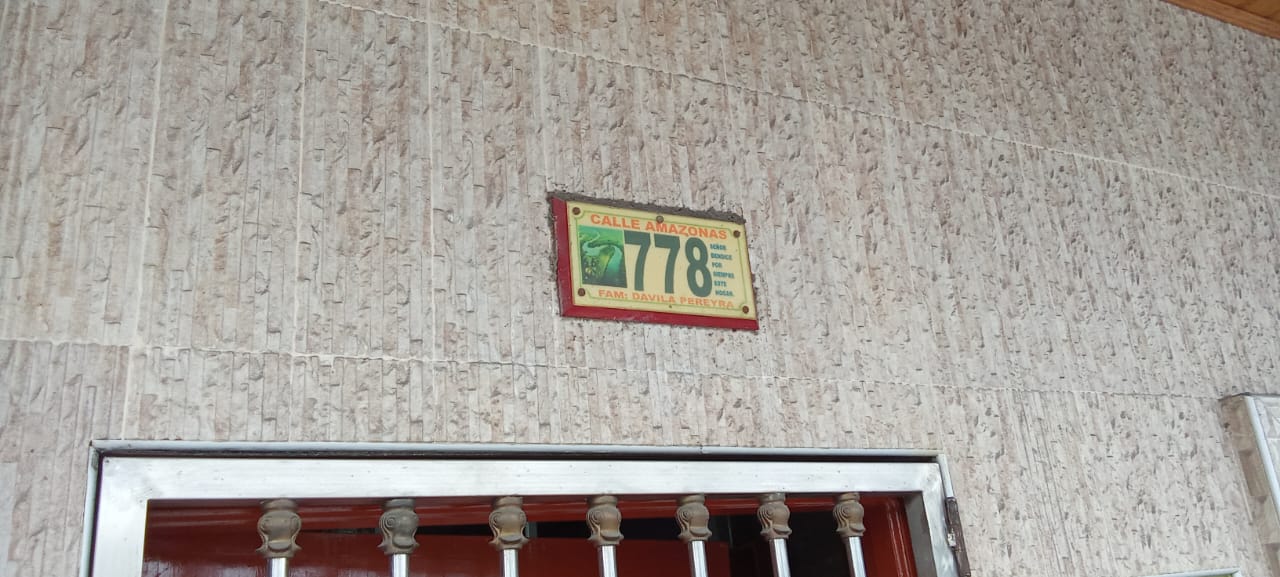 CALLE AMAZONAS
778
SEÑOR
BENDICE
POR
SIEMPRE
ESTE
HOGAR.
FAM: DAVILA PEREYRA